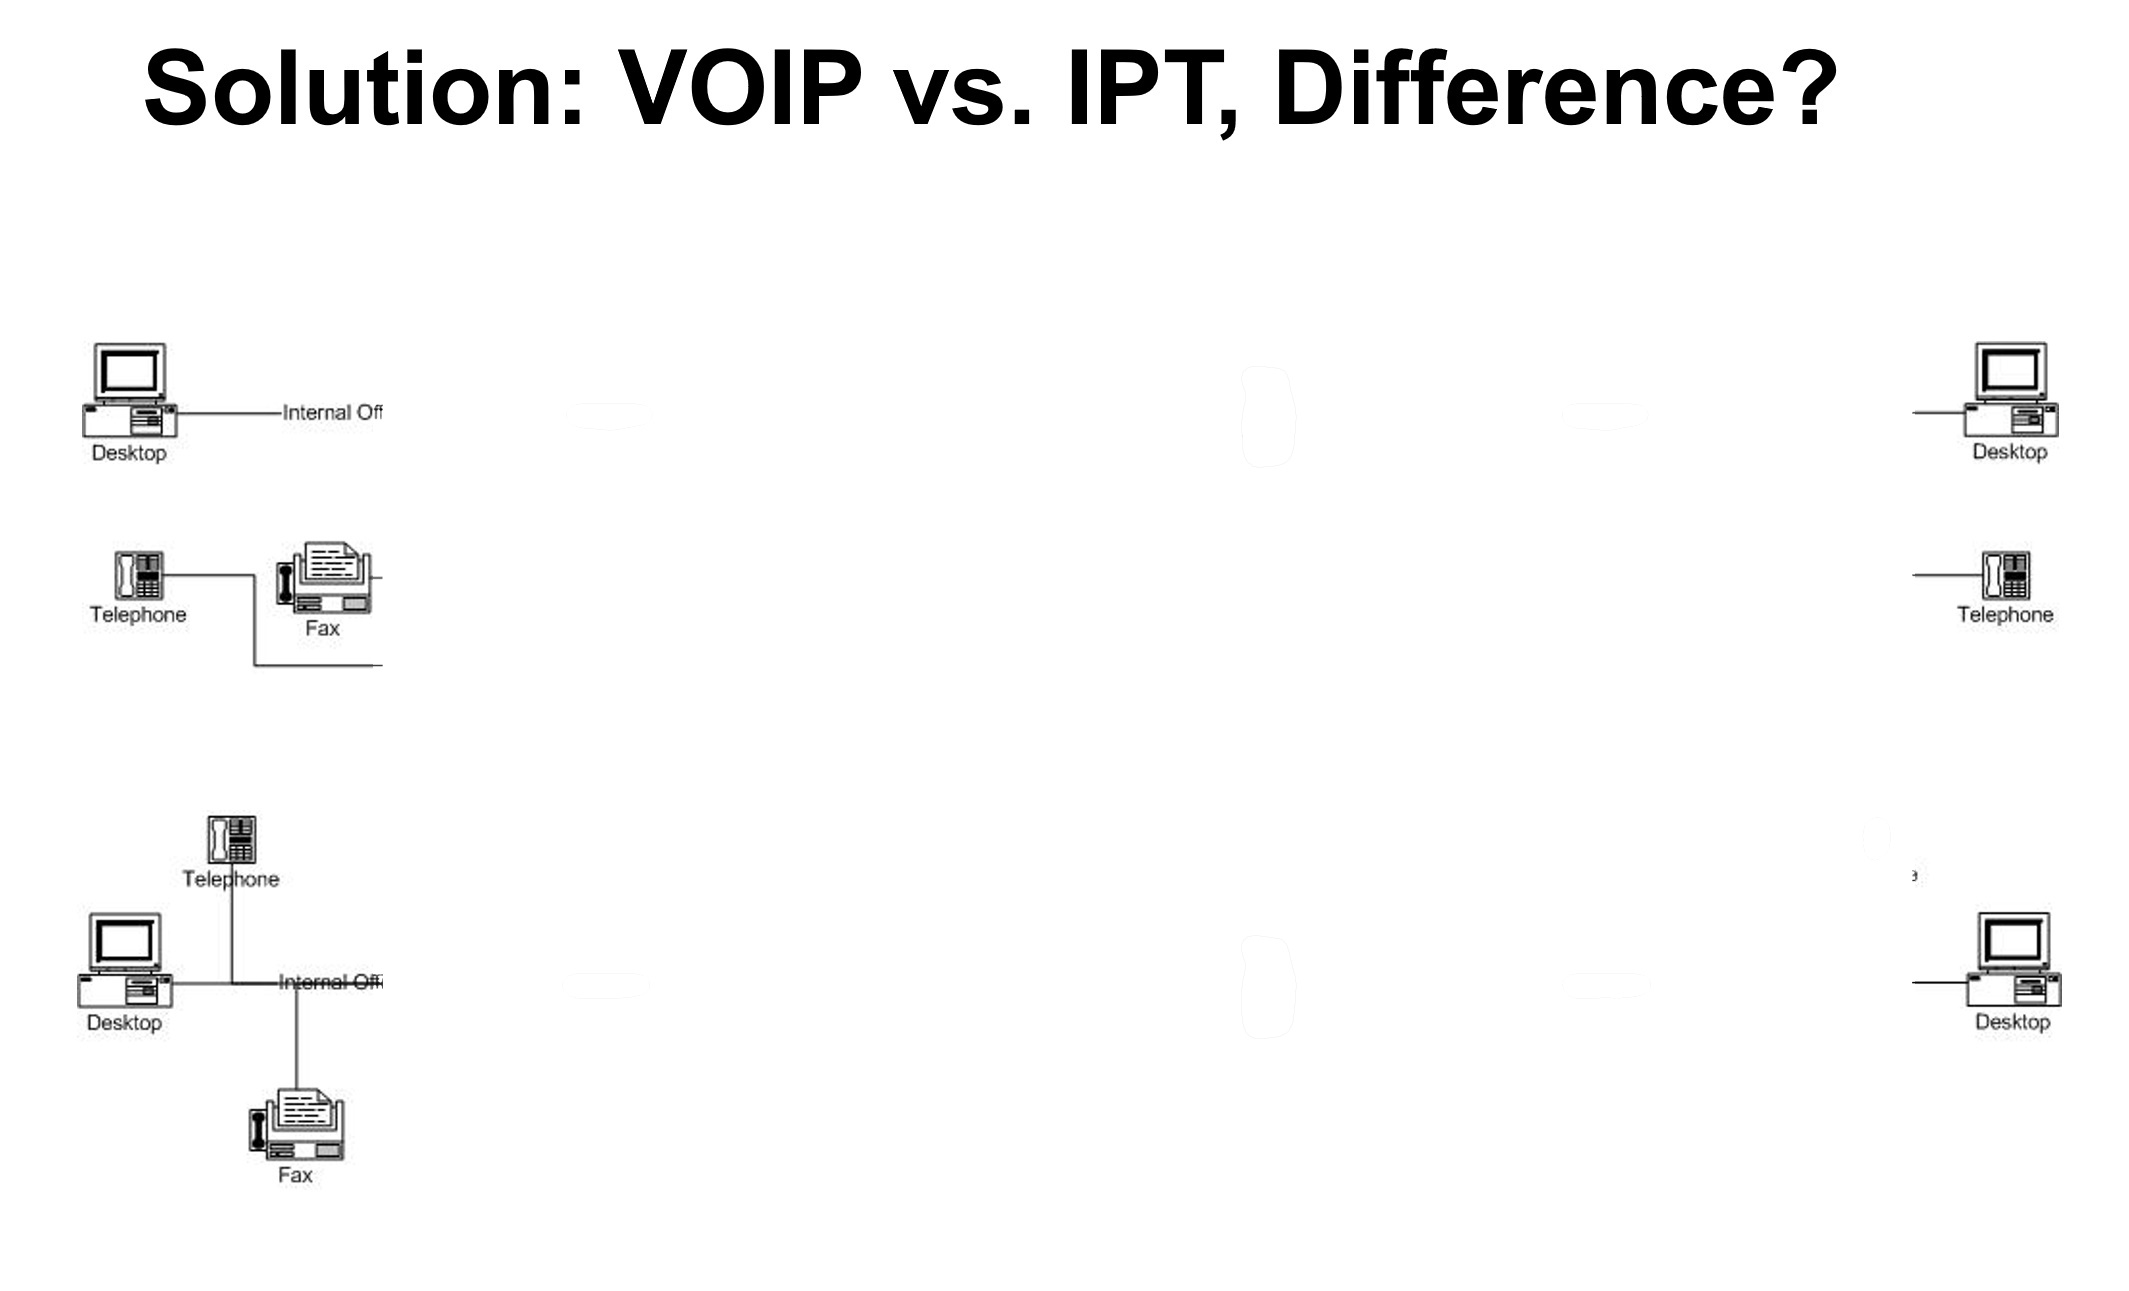 Solution: VOIP vs. IPT, Difference?
Internal Off
Desktop
Desktop
Telephone
Fax
Telephone
Telephone
Internal Off
Desktop
Desktop
Fax